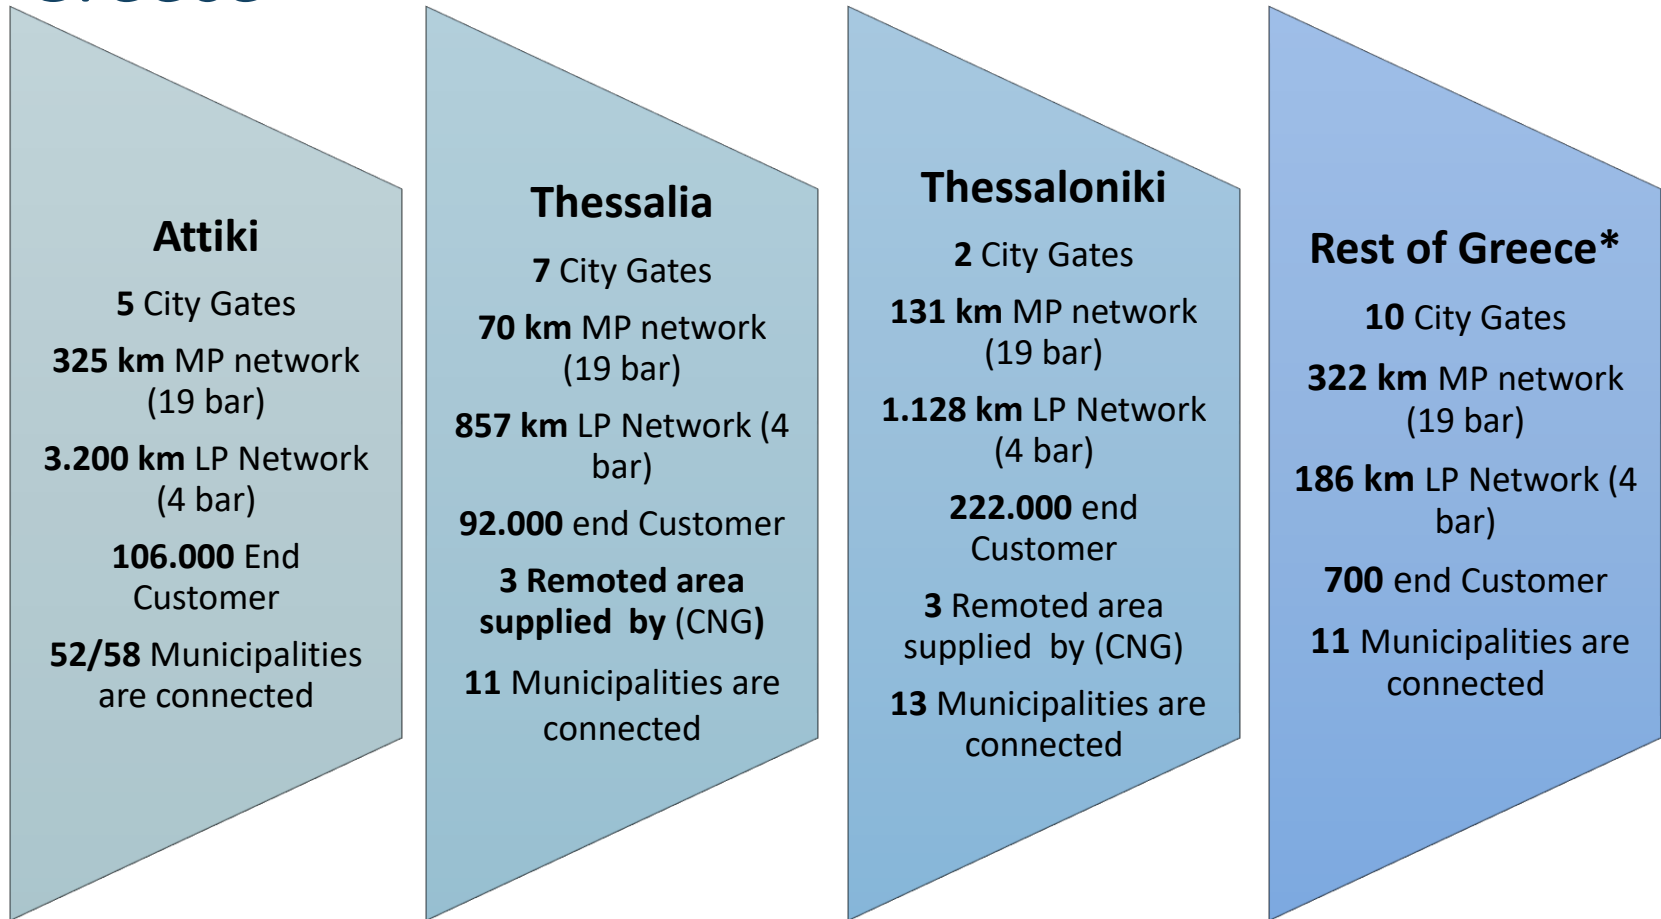 Attiki
5 City Gates
325 km MP network
(19 bar)
3.200 km LP Network
(4 bar)
106.000 End
Customer
52/58 Municipalities
are connected
Thessalia
7 City Gates
70 km MP network
(19 bar)
857 km LP Network (4
bar)
92.000 end Customer
3 Remoted area
supplied by (CNG)
11 Municipalities are
connected
Thessaloniki
2 City Gates
131 km MP network
(19 bar)
1.128 km LP Network
(4 bar)
222.000 end
Customer
3 Remoted area
supplied by (CNG)
13 Municipalities are
connected
Rest of Greece*
10 City Gates
322 km MP network
(19 bar)
186 km LP Network (4
bar)
700 end Customer
11 Municipalities are
connected